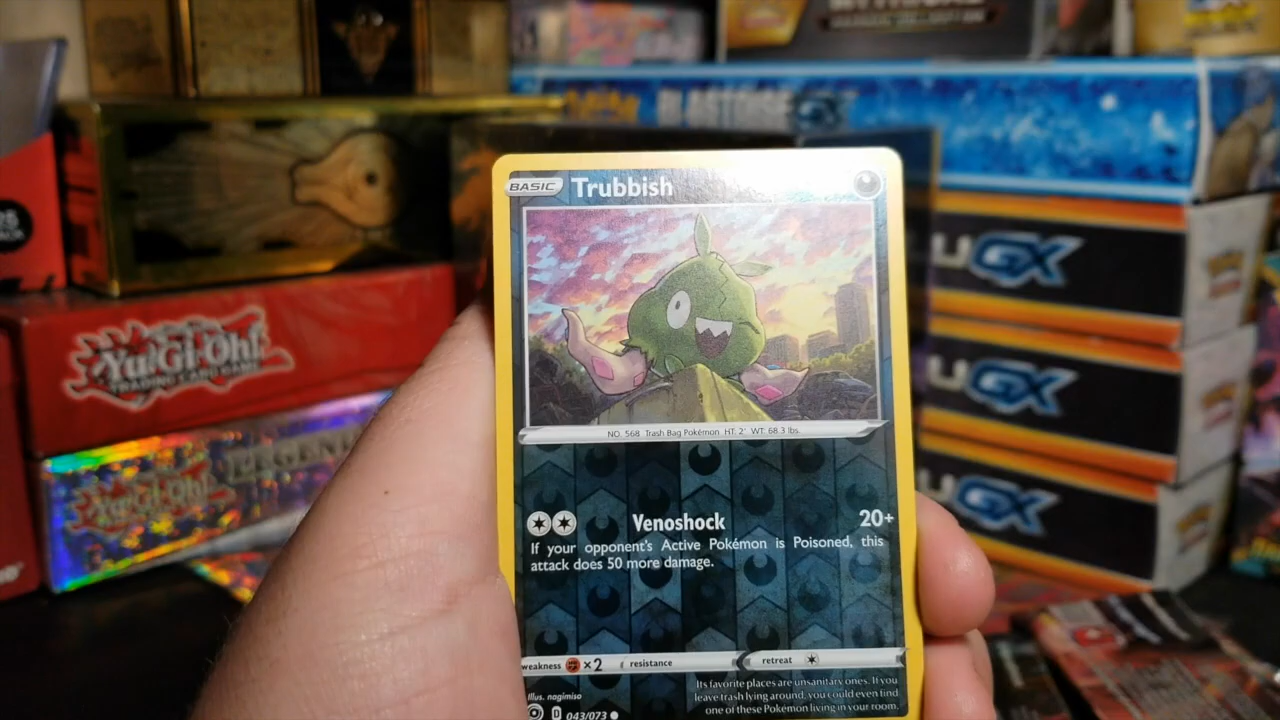 BLASTOISE GX
BASIC Trubbish
Yu-Gi-Oh!
TRADING CARD GAME
GX
GX
GX
NO. 568 Trash Bag Pokémon HT: 2' WT: 68.3 lbs.
Yu-Gi-Oh!
LEGEND
Venoshock 20+
If your opponent's Active Pokémon is Poisoned, this
attack does 50 more damage.
weakness ×2 resistance retreat
Its favorite places are unsanitary ones. If you
leave trash lying around, you could even find
one of these Pokémon living in your room.
Illus. nagimiso
D 043/073